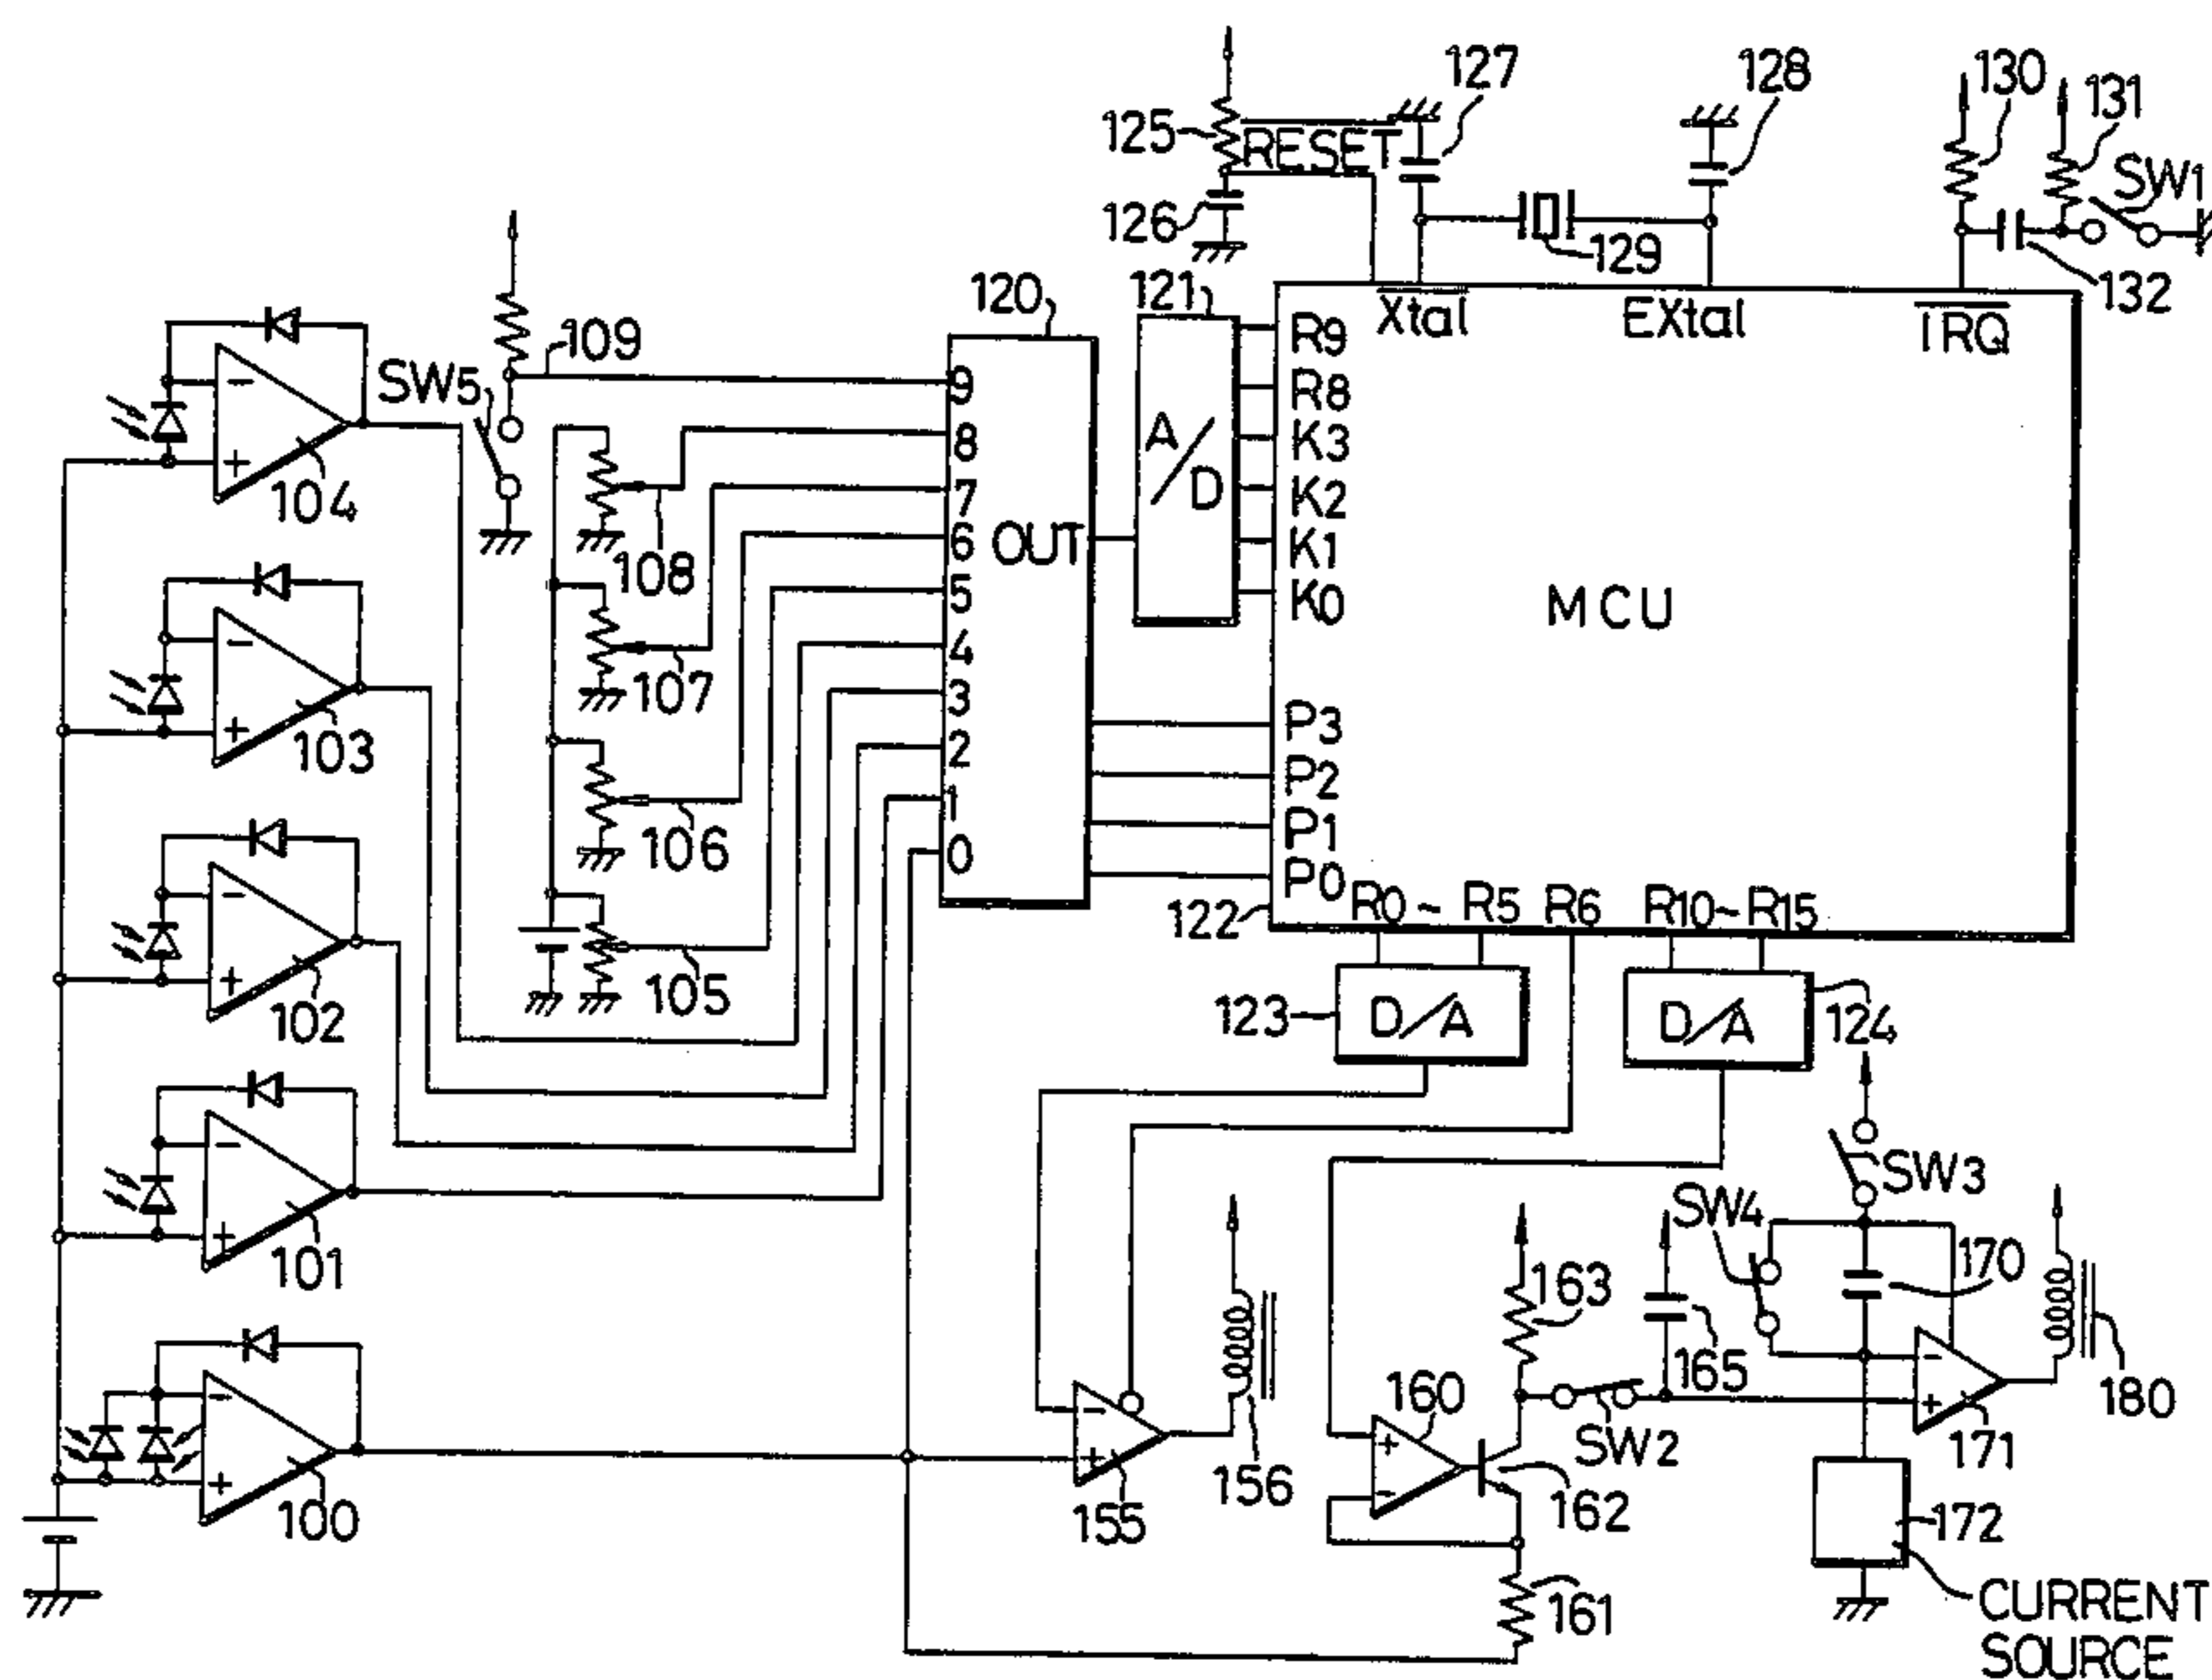 127
128
130
131
125
RESET
SW1
126
129
132
120
121
Xtal
EXtal
IRQ
109
SW5
104
9
8
7
6
5
4
3
2
1
0
OUT
A/D
R9
R8
K3
K2
K1
K0
MCU
P3
P2
P1
P0
108
107
106
105
103
102
101
100
122
R0 ~ R5
R6
R10 ~ R15
123
D/A
D/A
124
SW3
SW4
170
163
165
160
180
SW2
171
156
155
162
172
161
CURRENT
SOURCE
-
+
-
+
-
+
-
+
-
+
-
+
+
-
-
+